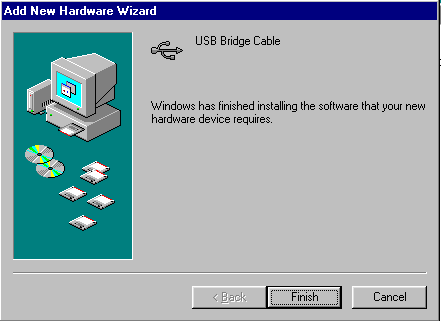 Add New Hardware Wizard
USB Bridge Cable
Windows has finished installing the software that your new
hardware device requires.
< Back
Finish
Cancel